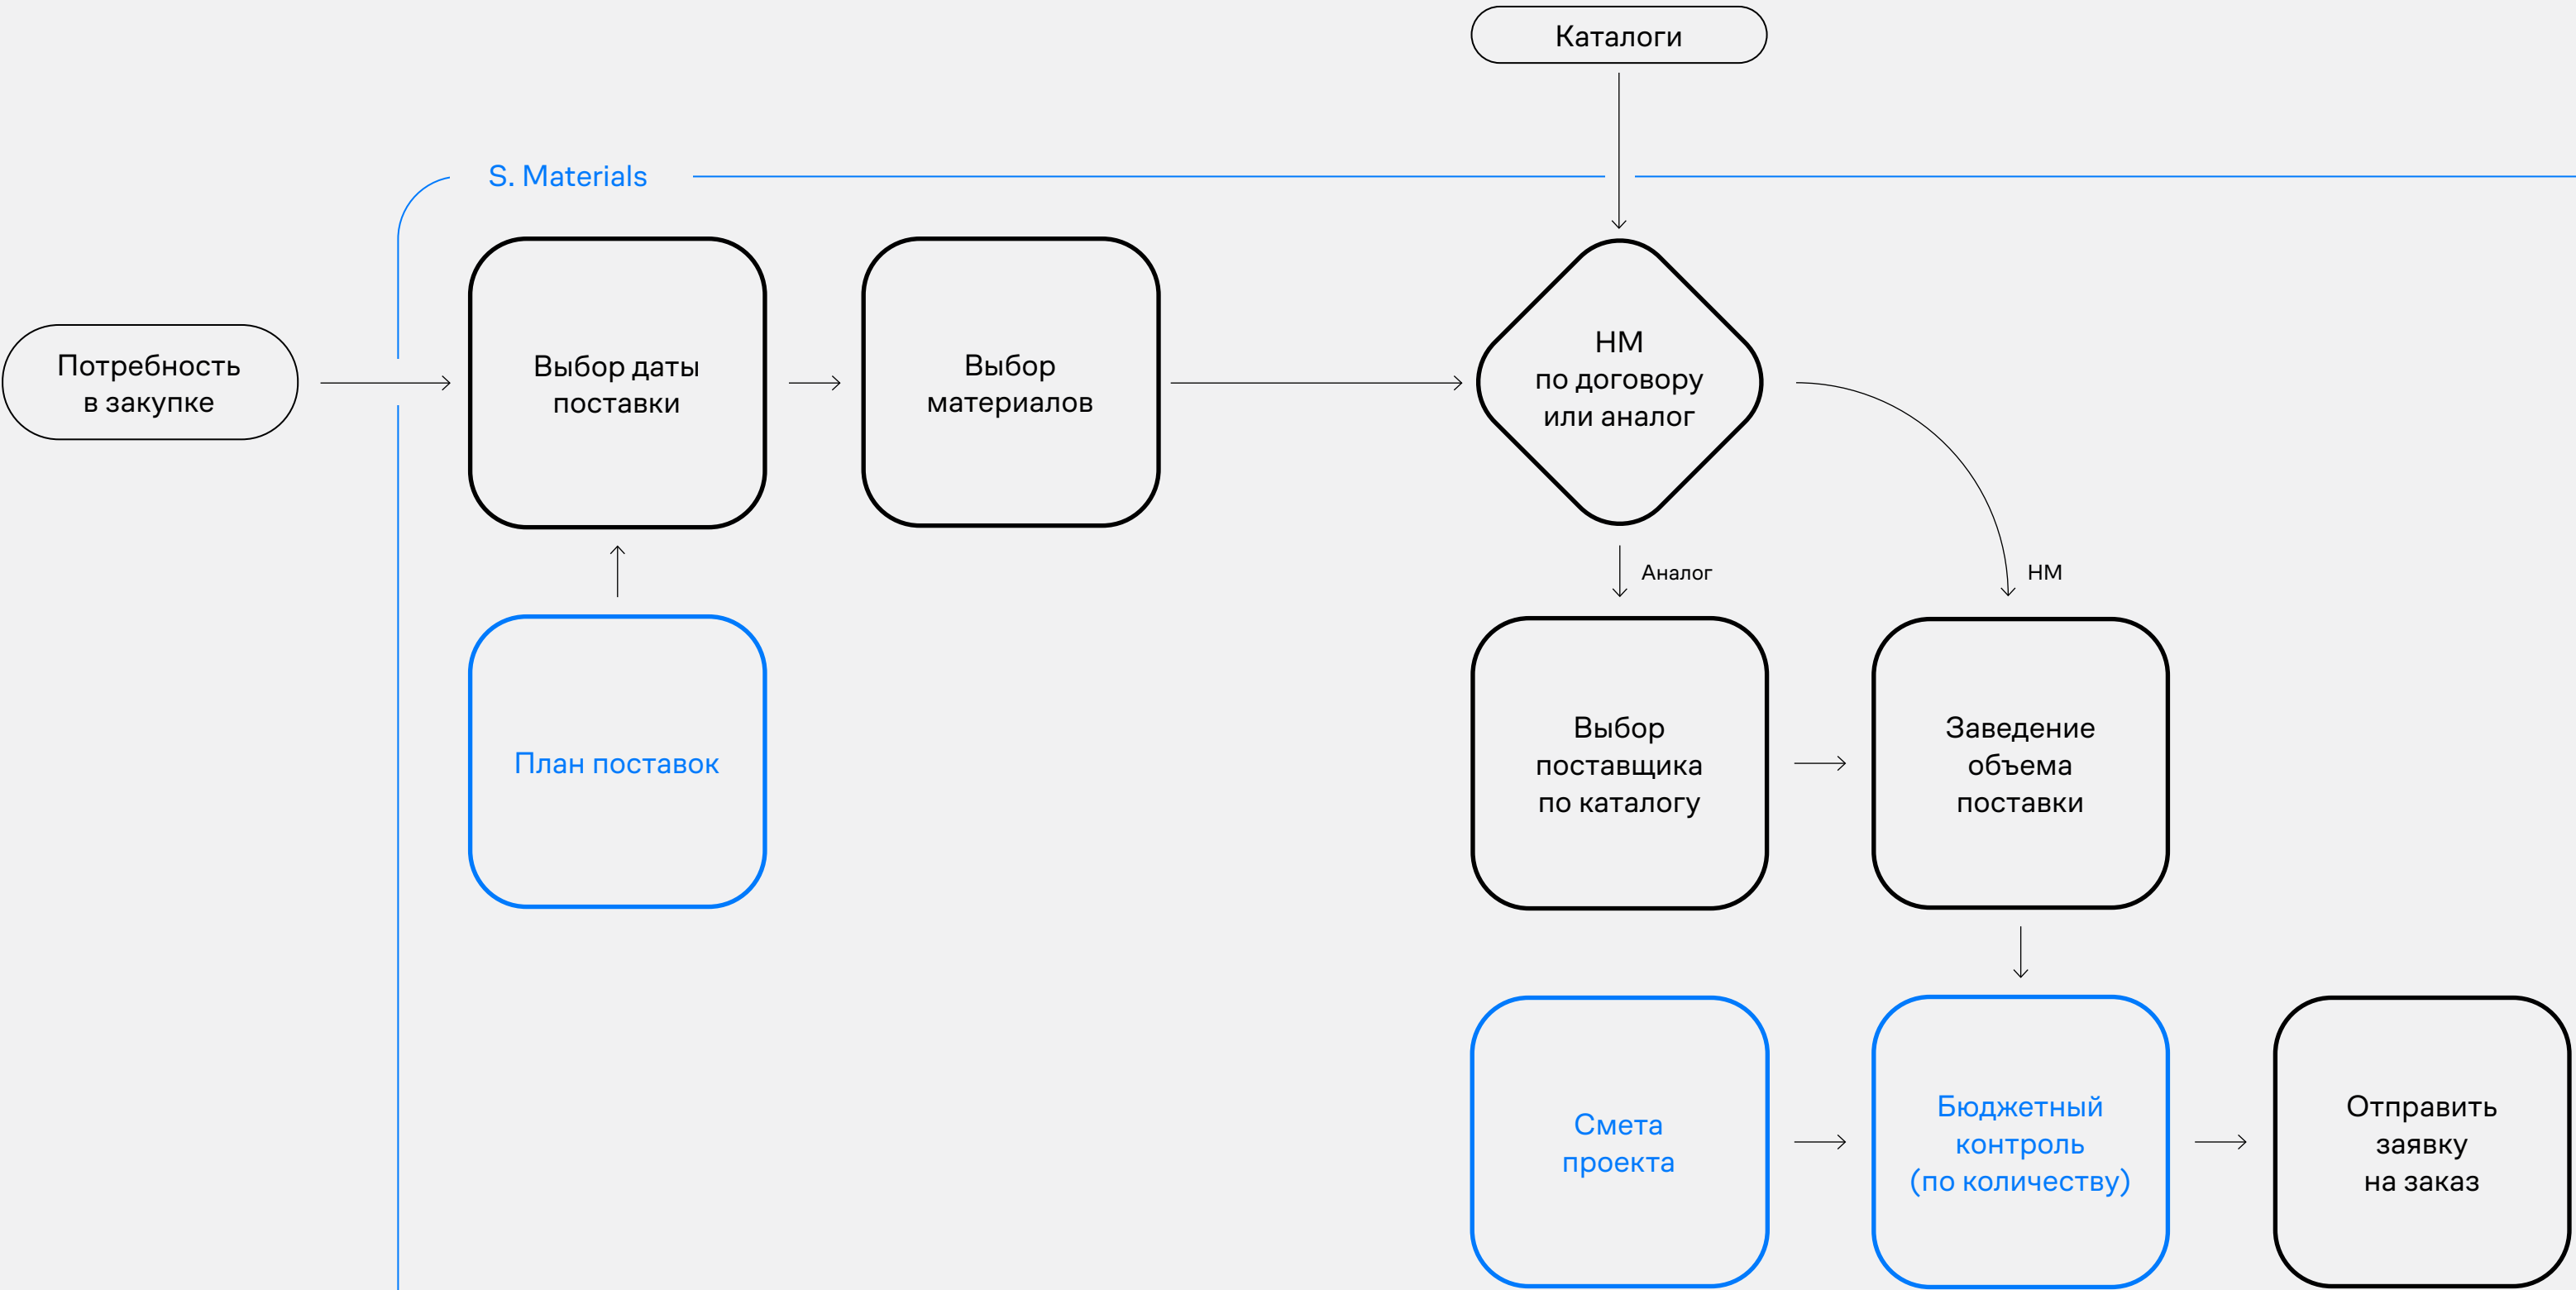 Каталоги
S. Materials
Потребность
в закупке
Выбор даты
поставки
Выбор
материалов
НМ
по договору
или аналог
Аналог
НМ
План поставок
Выбор
поставщика
по каталогу
Заведение
объема
поставки
Смета
проекта
Бюджетный
контроль
(по количеству)
Отправить
заявку
на заказ